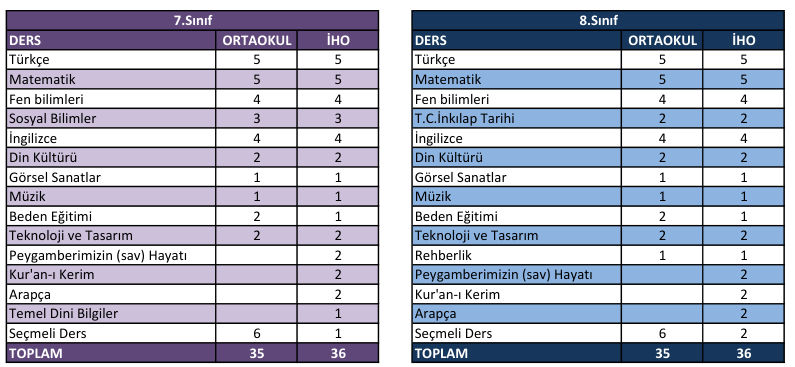 7.Sınıf
DERS ORTAOKUL İHO
Türkçe 5 5
Matematik 5 5
Fen bilimleri 4 4
Sosyal Bilimler 3 3
İngilizce 4 4
Din Kültürü 2 2
Görsel Sanatlar 1 1
Müzik 1 1
Beden Eğitimi 2 1
Teknoloji ve Tasarım 2 2
Peygamberimizin (sav) Hayatı 2
Kur'an-ı Kerim 2
Arapça 2
Temel Dini Bilgiler 1
Seçmeli Ders 6 1
TOPLAM 35 36
8.Sınıf
DERS ORTAOKUL İHO
Türkçe 5 5
Matematik 5 5
Fen bilimleri 4 4
T.C.İnkılap Tarihi 2 2
İngilizce 4 4
Din Kültürü 2 2
Görsel Sanatlar 1 1
Müzik 1 1
Beden Eğitimi 2 1
Teknoloji ve Tasarım 2 2
Rehberlik 1 1
Peygamberimizin (sav) Hayatı 2
Kur'an-ı Kerim 2
Arapça 2
Seçmeli Ders 6 2
TOPLAM 35 36